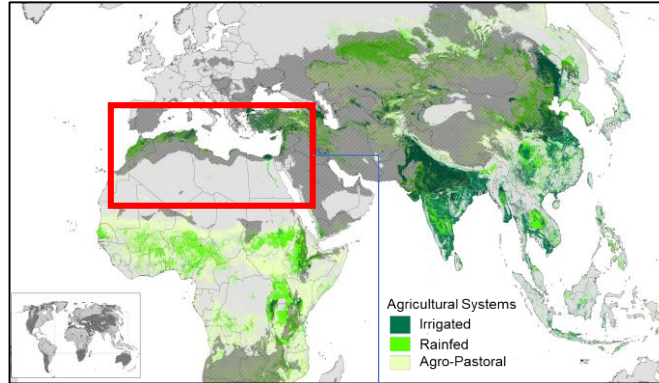 Agricultural Systems
Irrigated
Rainfed
Agro-Pastoral